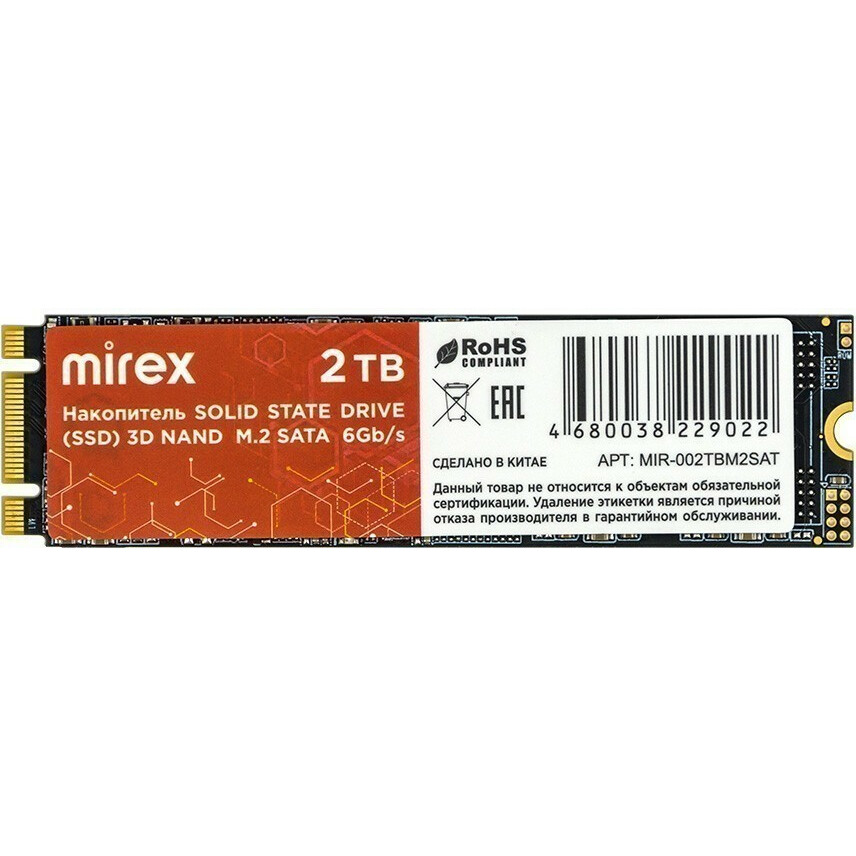 mirex 2 TB
Накопитель SOLID STATE DRIVE
(SSD) 3D NAND M.2 SATA 6Gb/s
RoHS
COMPLIANT
EAC
4 680038 229022
СДЕЛАНО В КИТАЕ АРТ: MIR-002TBM2SAT
Данный товар не относится к объектам обязательной
сертификации. Удаление этикетки является причиной
отказа производителя в гарантийном обслуживании.